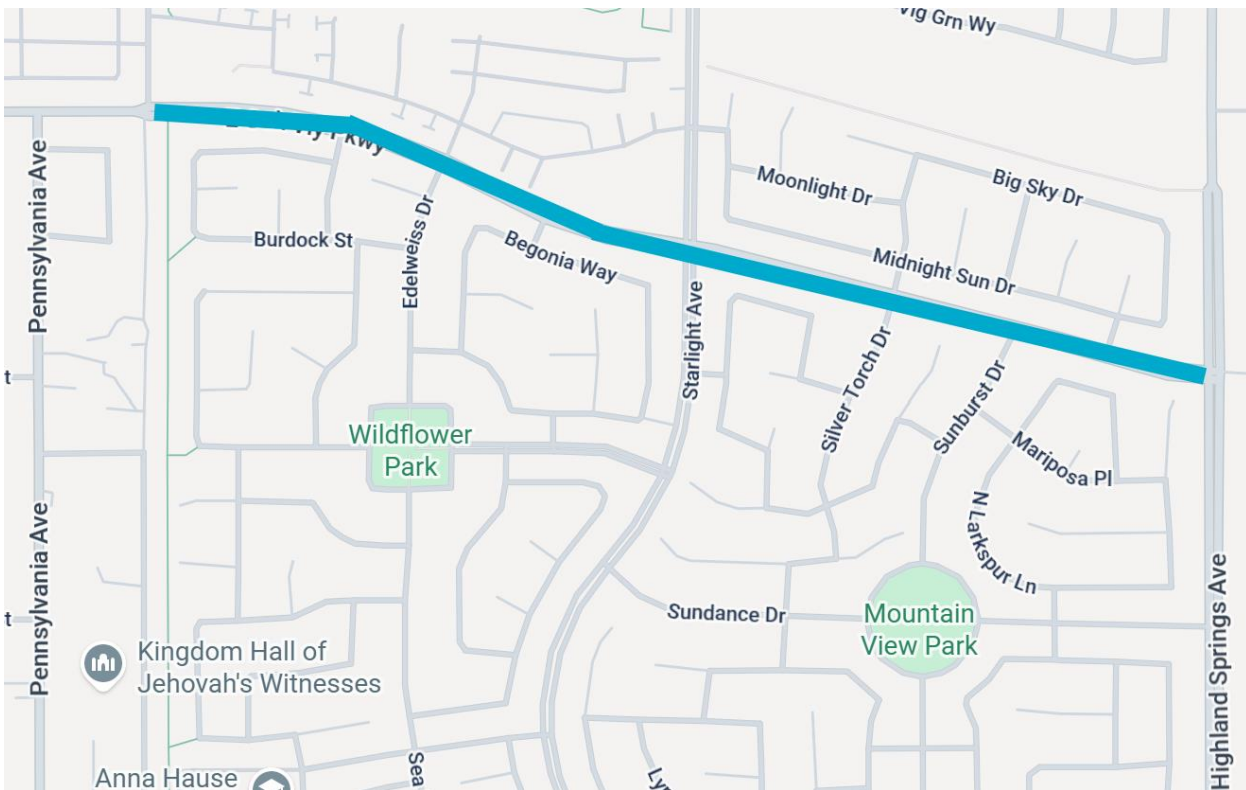 Vig Grn Wy
Pkwy
Pennsylvania Ave
Moonlight Dr
Big Sky Dr
Burdock St
Edelweiss Dr
Begonia Way
Midnight Sun Dr
Starlight Ave
Silver Torch Dr
Sunburst Dr
Wildflower
Park
Mariposa Pl
N Larkspur Ln
Pennsylvania Ave
Sundance Dr
Mountain
View Park
Highland Springs Ave
Kingdom Hall of
Jehovah's Witnesses
Anna Hause
Sea
t
t